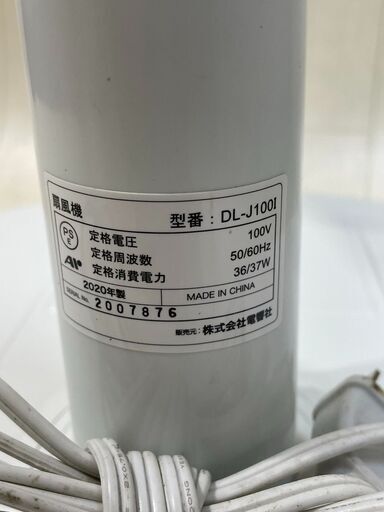 扇風機 型番：DL-J100I
PS E 定格電圧 100V
定格周波数 50/60Hz
定格消費電力 36/37W
2020年製 MADE IN CHINA
SERIAL No. 2007876
販売元：株式会社電響社